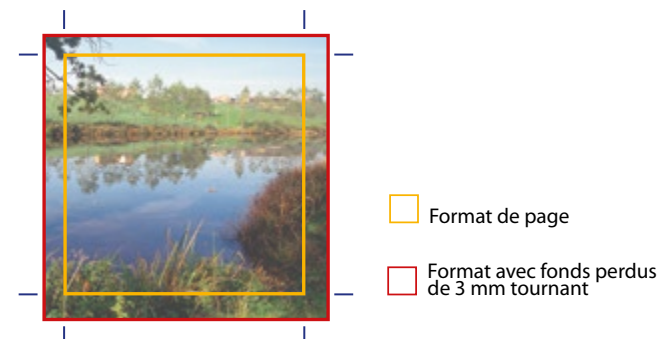 Format de page
Format avec fonds perdus
de 3 mm tournant